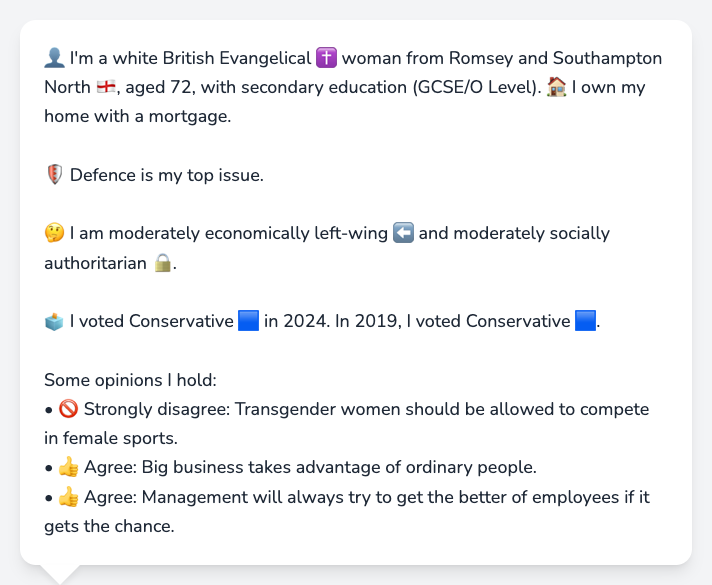 👤 I'm a white British Evangelical ✝️ woman from Romsey and Southampton
North 🏴󠁧󠁢󠁥󠁮󠁧󠁿, aged 72, with secondary education (GCSE/O Level). 🏠 I own my
home with a mortgage.
🛡️ Defence is my top issue.
🤔 I am moderately economically left-wing ⬅️ and moderately socially
authoritarian 🔒.
🗳️ I voted Conservative 🟦 in 2024. In 2019, I voted Conservative 🟦.
Some opinions I hold:
• 🚫 Strongly disagree: Transgender women should be allowed to compete
in female sports.
• 👍 Agree: Big business takes advantage of ordinary people.
• 👍 Agree: Management will always try to get the better of employees if it
gets the chance.